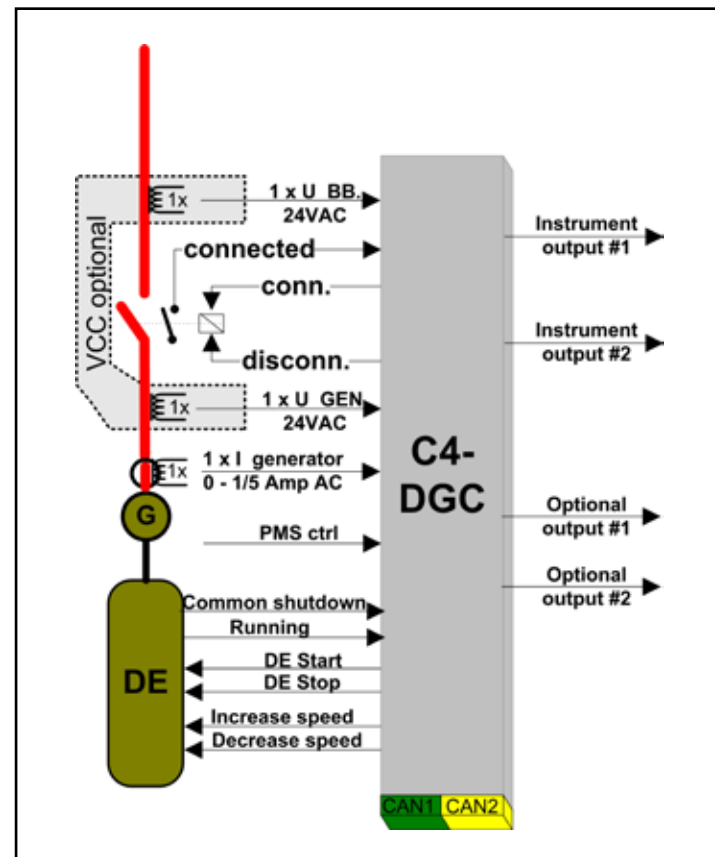 1x
1 x U BB.
24VAC
connected
conn.
VCC optional
disconn.
1x
1 x U GEN
24VAC
1x
1 x I generator
0 - 1/5 Amp AC
G
PMS ctrl
Common shutdown
Running
DE Start
DE Stop
Increase speed
Decrease speed
DE
C4-
DGC
CAN1 CAN2
Instrument
output #1
Instrument
output #2
Optional
output #1
Optional
output #2